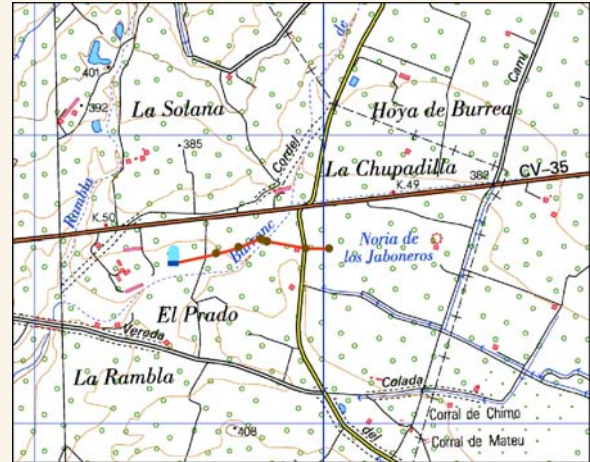 de
401
392
La Solana
Hoya de Burrea
Camí
385
Cordel
La Chupadilla
Rambla
K.49
382
CV-35
K.50
Barranc
Noria de
los Jaboneros
El Prado
Vereda
La Rambla
Colada
Corral de Chimo
del
408
Corral de Mateu